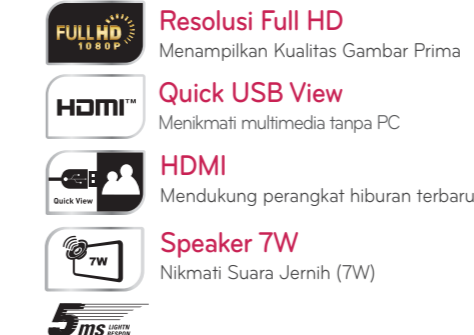 FULL HD
1080P
Resolusi Full HD
Menampilkan Kualitas Gambar Prima
HDMI™
Quick USB View
Menikmati multimedia tanpa PC
Quick View
HDMI
Mendukung perangkat hiburan terbaru
7W
Speaker 7W
Nikmati Suara Jernih (7W)
5ms